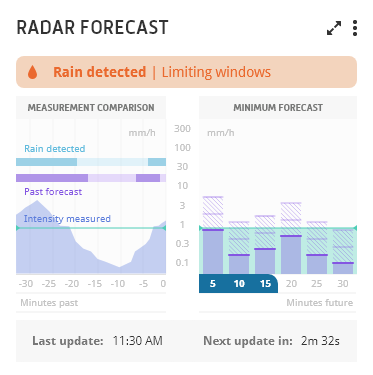 RADAR FORECAST
Rain detected | Limiting windows
MEASUREMENT COMPARISON
MINIMUM FORECAST
mm/h
300
mm/h
100
Rain detected
30
Past forecast
10
3
Intensity measured
1
0.3
0.1
-30 -25 -20 -15 -10 -5 0
5 10 15 20 25 30
Minutes past
Minutes future
Last update: 11:30 AM
Next update in: 2m 32s